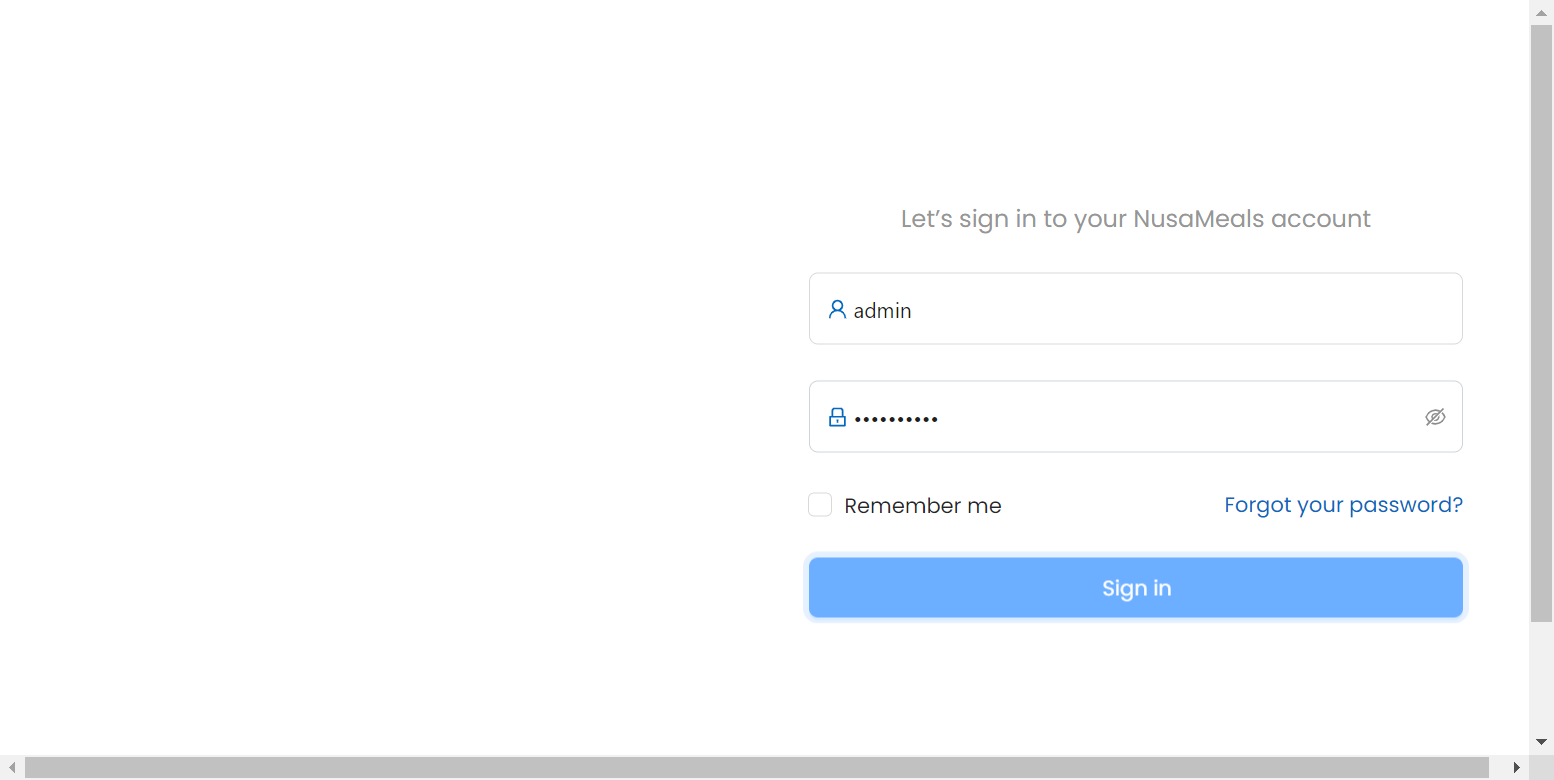 Let’s sign in to your NusaMeals account
admin
••••••••••
Remember me
Forgot your password?
Sign in